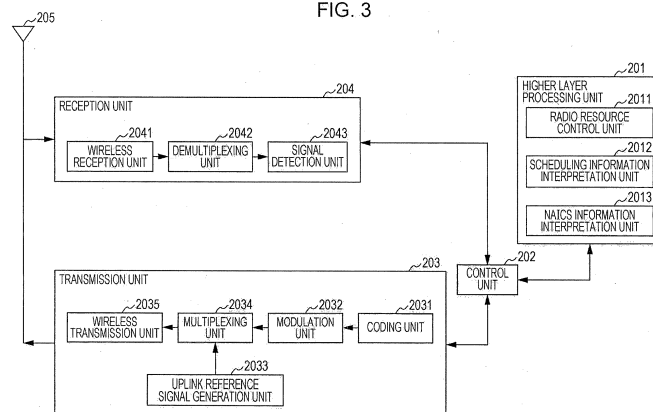 FIG. 3
205
204
RECEPTION UNIT
2041
WIRELESS
RECEPTION UNIT
2042
DEMULTIPLEXING
UNIT
2043
SIGNAL
DETECTION UNIT
201
HIGHER LAYER
PROCESSING UNIT
2011
RADIO RESOURCE
CONTROL UNIT
2012
SCHEDULING INFORMATION
INTERPRETATION UNIT
2013
NAICS INFORMATION
INTERPRETATION UNIT
202
CONTROL
UNIT
203
TRANSMISSION UNIT
2035
WIRELESS
TRANSMISSION UNIT
2034
MULTIPLEXING
UNIT
2032
MODULATION
UNIT
2031
CODING UNIT
2033
UPLINK REFERENCE
SIGNAL GENERATION UNIT